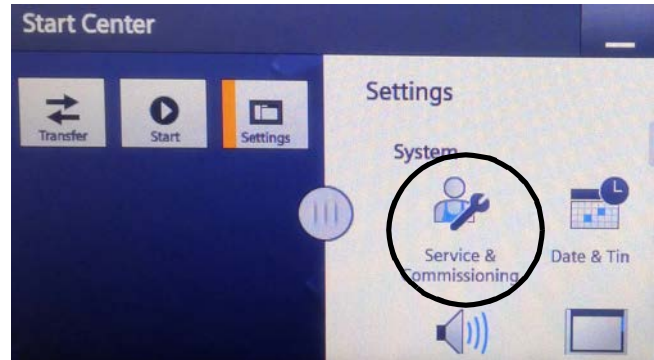 Start Center
Transfer
Start
Settings
Settings
System
Service &
Commissioning
Date & Tin